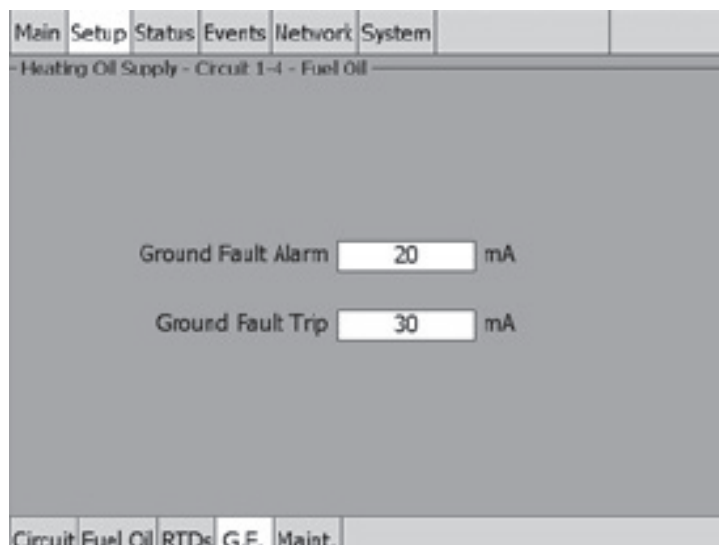 Main Setup Status Events Network System
Heating Oil Supply - Circuit 1-4 - Fuel Oil
Ground Fault Alarm 20 mA
Ground Fault Trip 30 mA
Circuit Fuel Oil RTDs G.F. Maint.